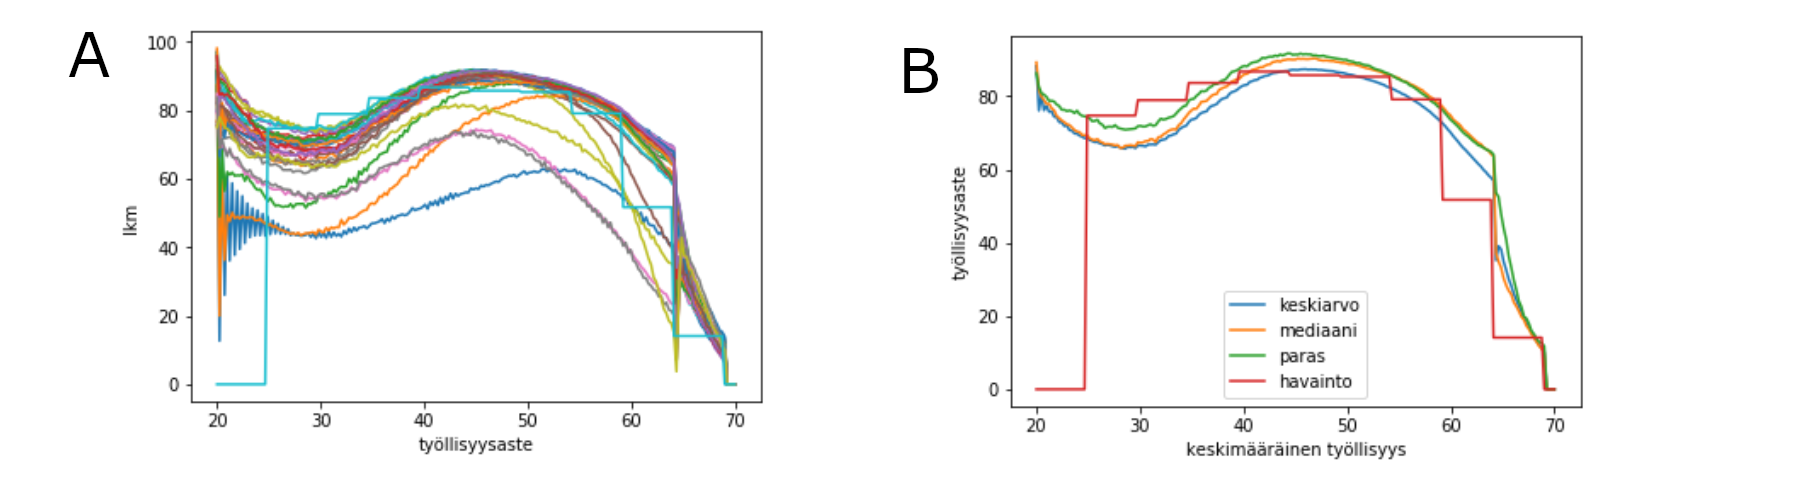 A
100
80
60
40
20
0
lkm
20 30 40 50 60 70
työllisyysaste
B
80
60
40
20
0
työllisyysaste
keskiarvo
mediaani
paras
havainto
20 30 40 50 60 70
keskimääräinen työllisyys